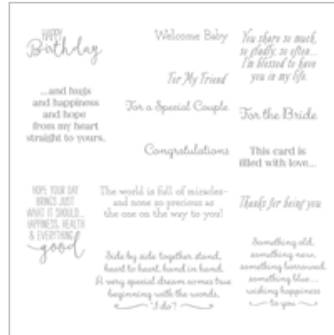 HAPPY
Birthday
...and hugs
and happiness
and hope
from my heart
straight to yours.
HOPE YOUR DAY
BRINGS JUST
WHAT IT SHOULD...
HAPPINESS, HEALTH
& EVERYTHING
good
Welcome Baby
For My Friend
For a Special Couple
Congratulations
The world is full of miracles–
and none so precious as
the one on the way to you!
Side by side together stand,
heart to heart, hand in hand.
A very special dream comes true
beginning with the words,
"I do"!
You share so much,
so gladly, so often...
I'm blessed to have
you in my life.
For the Bride
This card is
filled with love...
Thanks for being you
Something old,
something new,
something borrowed,
something blue...
wishing happiness
to you